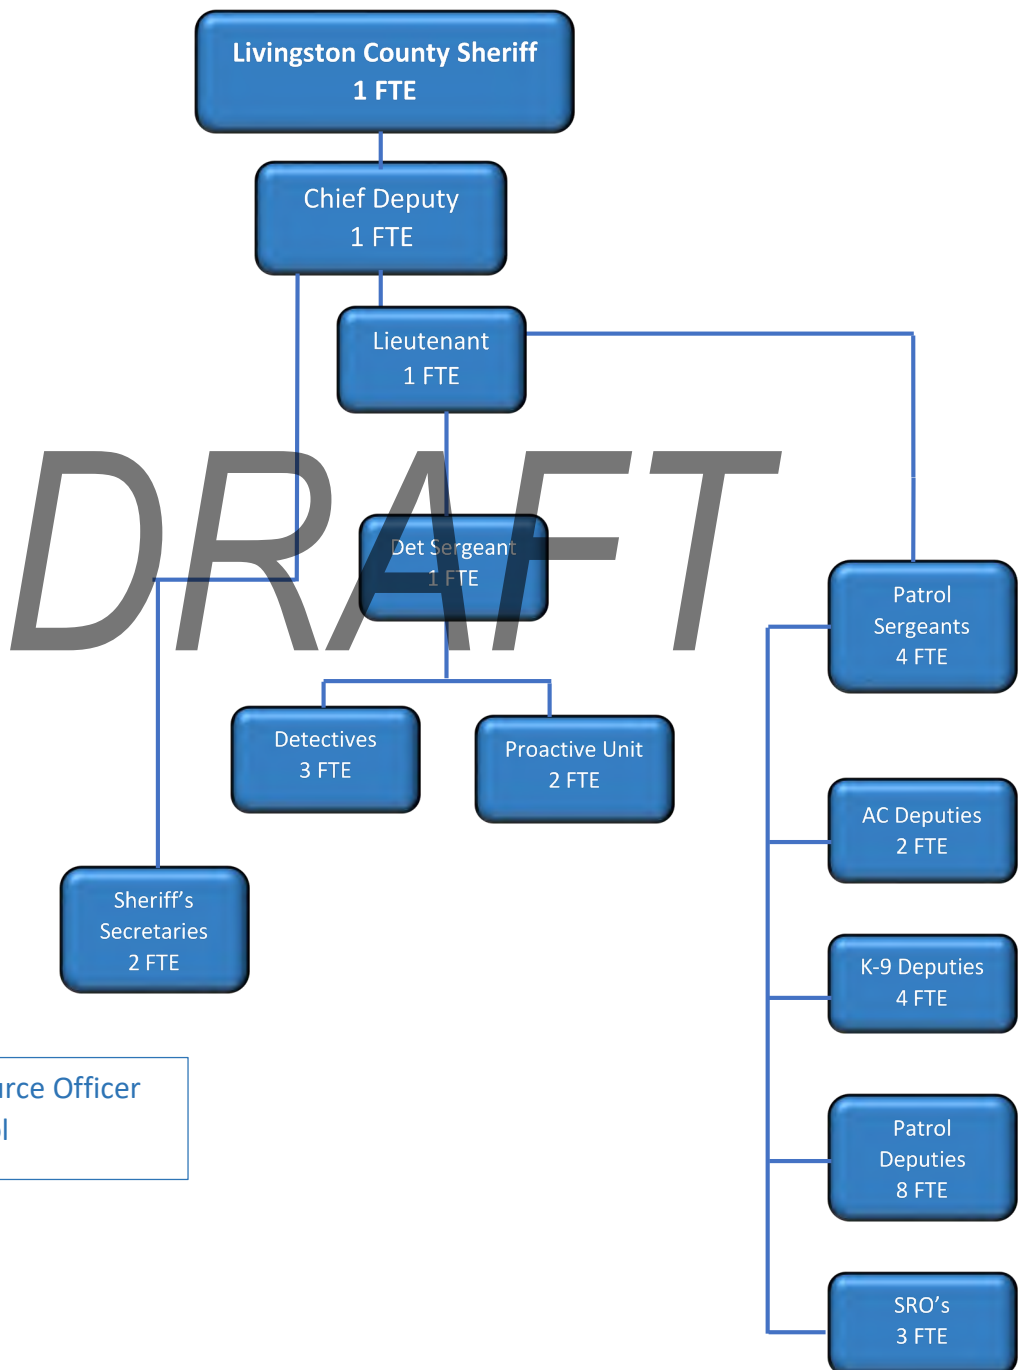 Livingston County Sheriff
1 FTE
Chief Deputy
1 FTE
Lieutenant
1 FTE
DRAFT
Det Sergeant
1 FTE
Patrol
Sergeants
4 FTE
Detectives
3 FTE
Proactive Unit
2 FTE
AC Deputies
2 FTE
Sheriff’s
Secretaries
2 FTE
K-9 Deputies
4 FTE
Officer
Patrol
Deputies
8 FTE
SRO’s
3 FTE